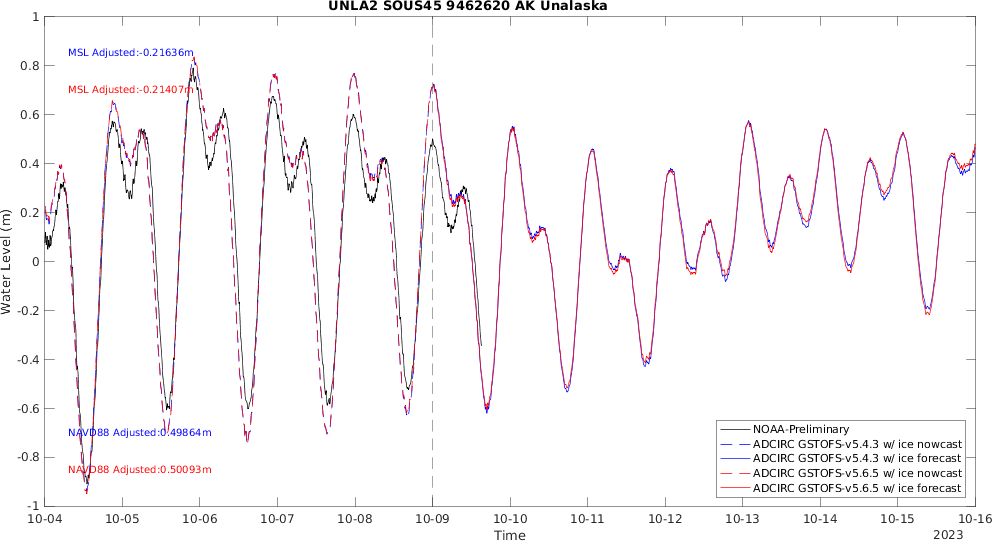 UNLA2 SOUS45 9462620 AK Unalaska
1
0.8
0.6
0.4
0.2
0
-0.2
-0.4
-0.6
-0.8
-1
Water Level (m)
MSL Adjusted:-0.21636m
MSL Adjusted:-0.21407m
NAVD88 Adjusted:0.49864m
NAVD88 Adjusted:0.50093m
NOAA-Preliminary
ADCIRC GSTOFS-v5.4.3 w/ ice nowcast
ADCIRC GSTOFS-v5.4.3 w/ ice forecast
ADCIRC GSTOFS-v5.6.5 w/ ice nowcast
ADCIRC GSTOFS-v5.6.5 w/ ice forecast
10-04 10-05 10-06 10-07 10-08 10-09 10-10 10-11 10-12 10-13 10-14 10-15 10-16
Time
2023